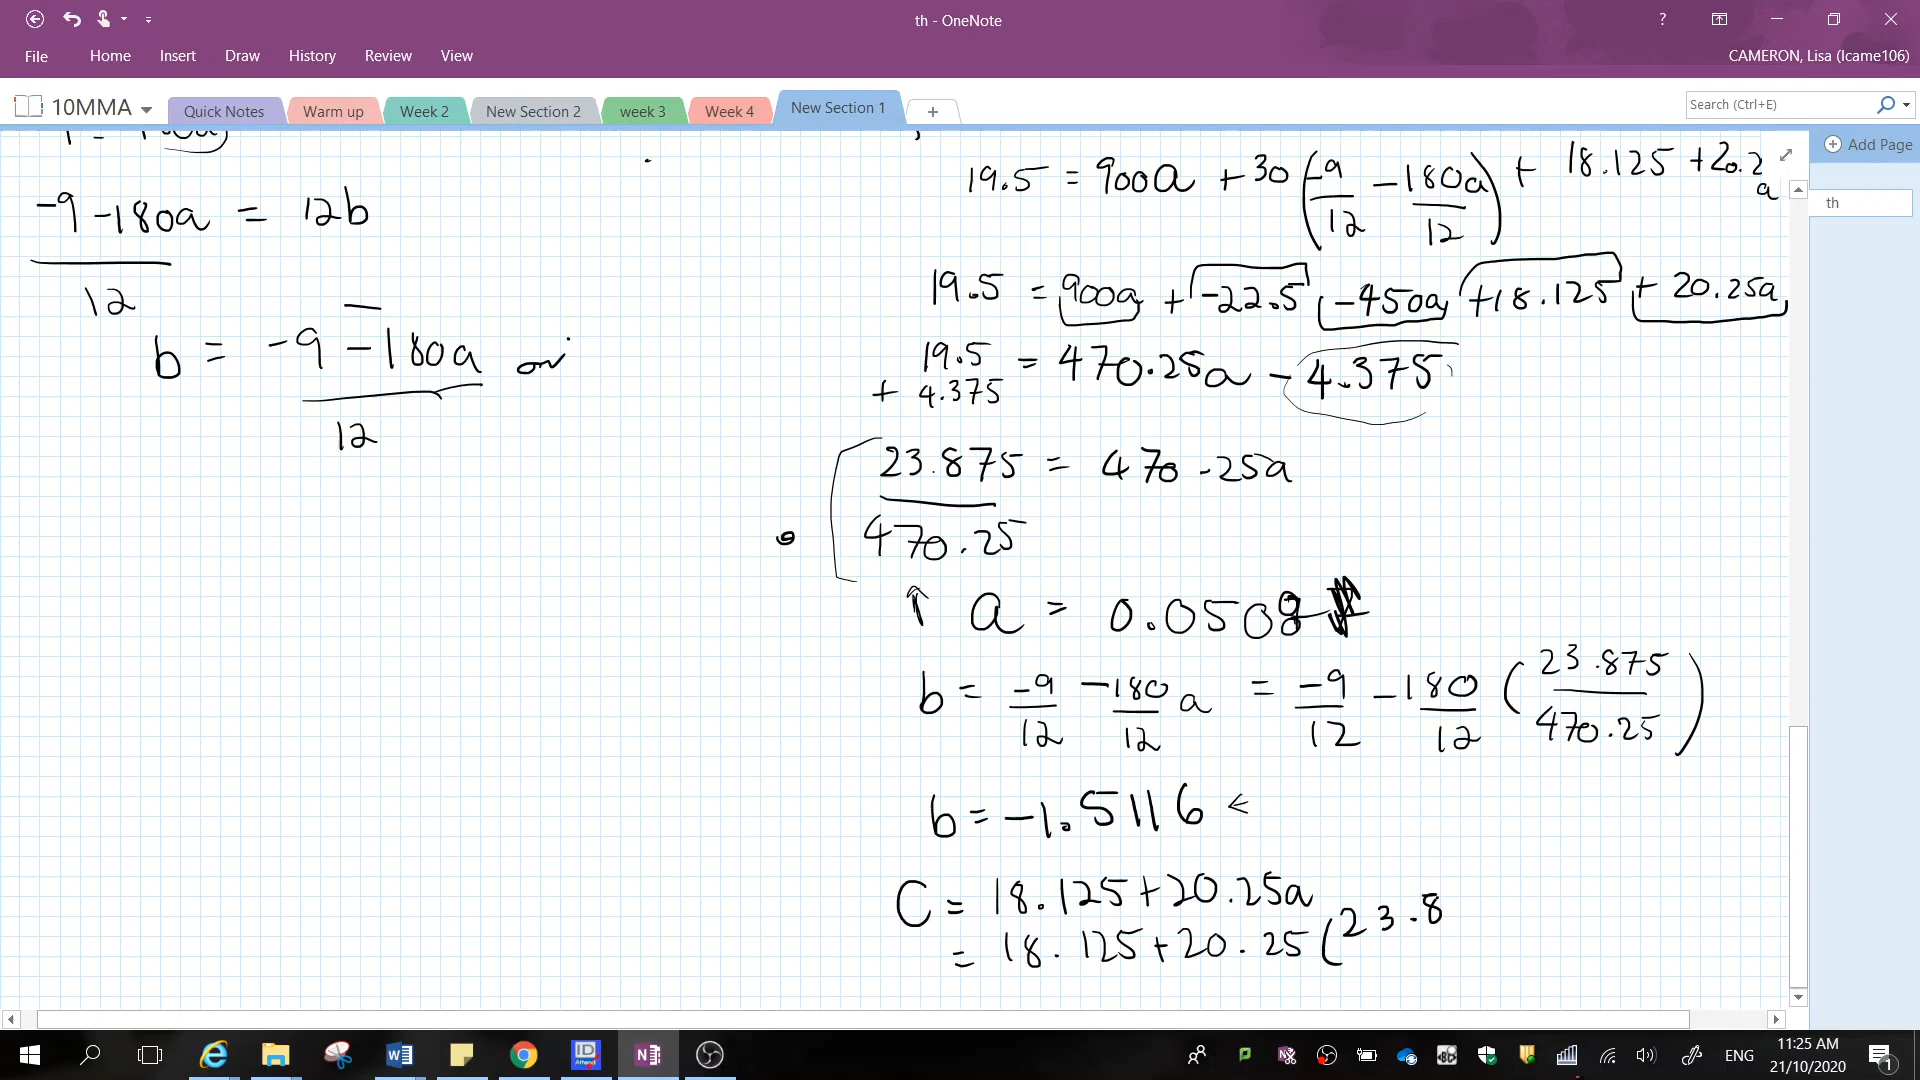 th - OneNote
?
File Home Insert Draw History Review View
CAMERON, Lisa (lcame106)
10MMA
Quick Notes Warm up Week 2 New Section 2 week 3 Week 4 New Section 1 +
Search (Ctrl+E)
Add Page
th
-9 -180a = 12b
12
b = -9 - 180a
12
19.5 = 900a + 30 (-9/12 - 180a/12) + 18.125 + 20.2
a
19.5 = 900a + -22.5 -450a +18.125 + 20.25a
19.5 = 470.25a - 4.375
+ 4.375
23.875 = 470.25a
470.25
↑ a = 0.0508
b = -9/12 - 180/12 a = -9/12 - 180/12 (23.875/470.25)
b = -1.5116 ←
C = 18.125 + 20.25a
= 18.125 + 20.25 (23.8
ENG
11:25 AM
21/10/2020
1